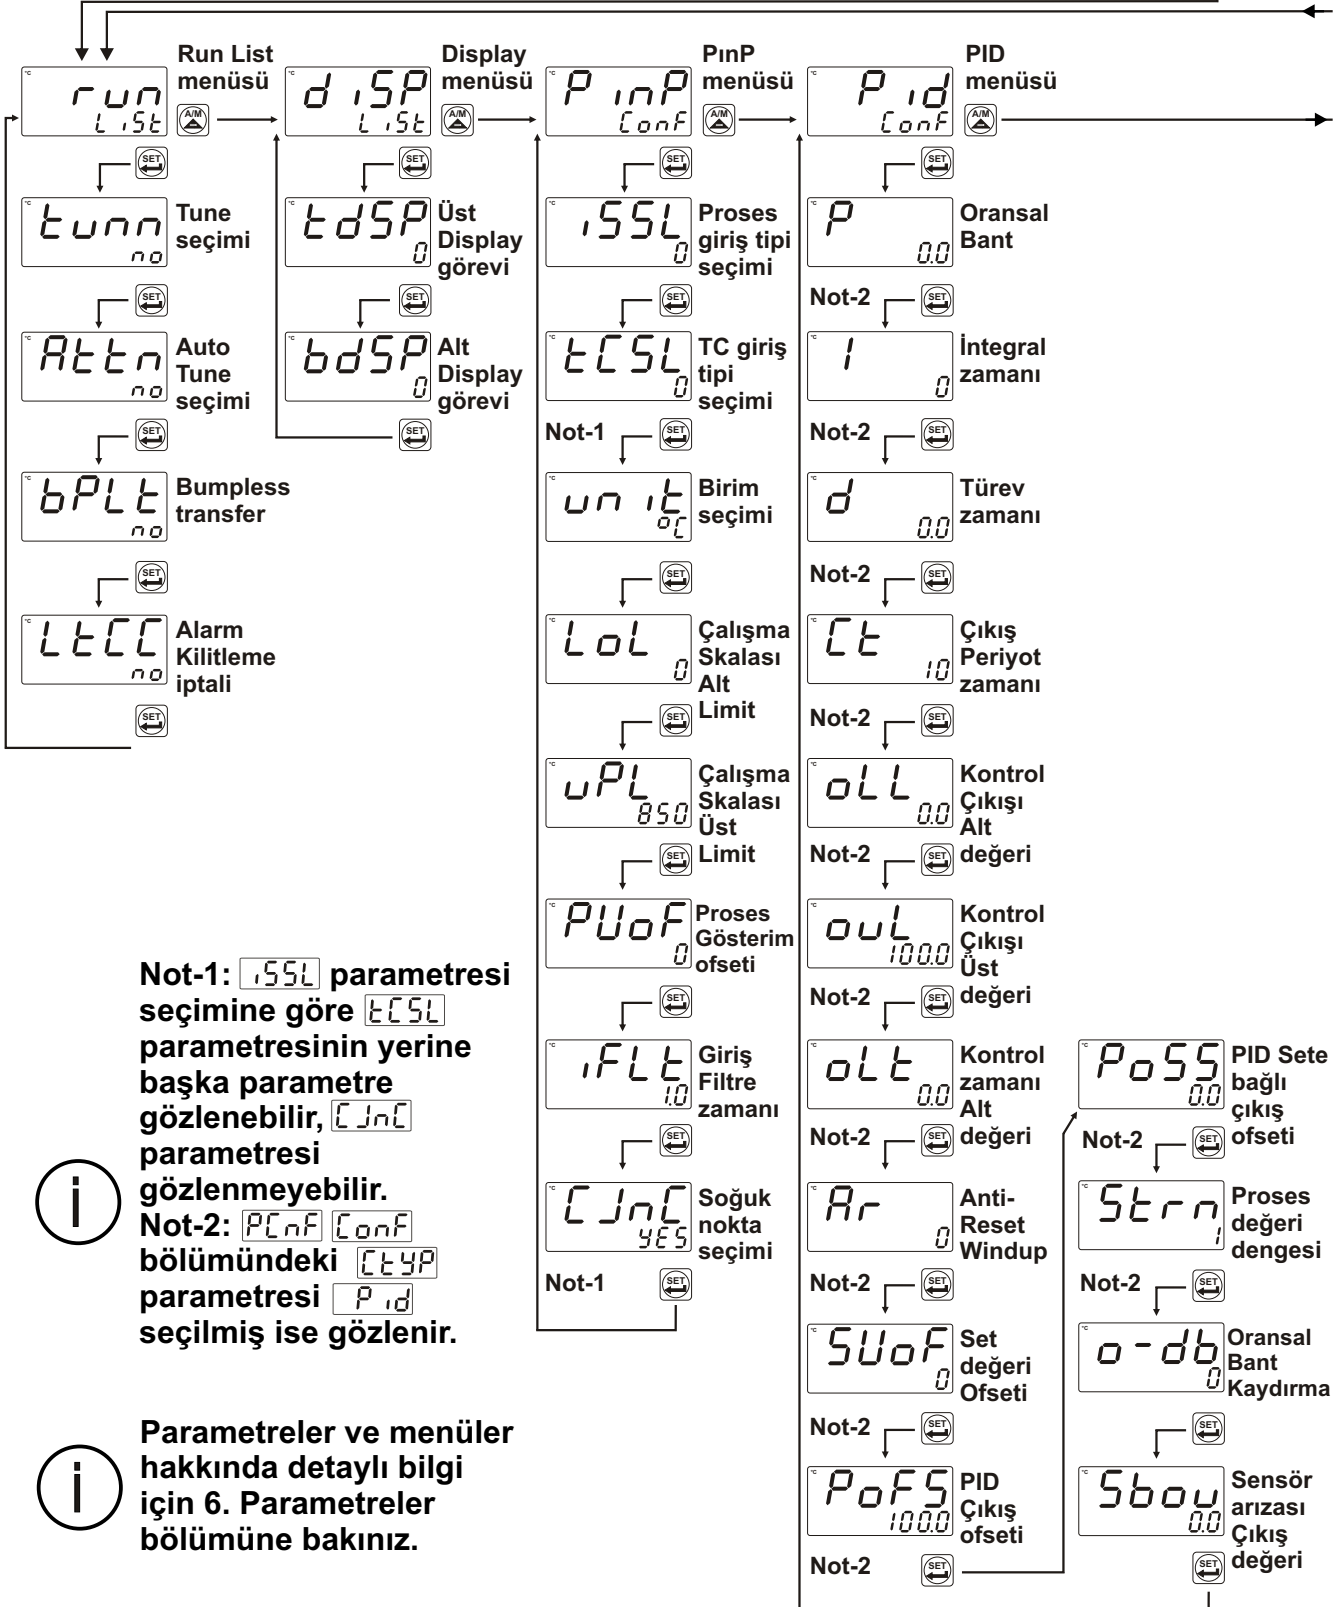 Run List
menüsü
°C
run
LiSt
A/M
SET
°C
tunn
no
Tune
seçimi
SET
°C
Attn
no
Auto
Tune
seçimi
SET
°C
bPLt
no
Bumpless
transfer
SET
°C
LtCC
no
Alarm
Kilitleme
iptali
SET
Display
menüsü
°C
diSP
LiSt
A/M
SET
°C
tdSP
0
Üst
Display
görevi
SET
°C
bdSP
0
Alt
Display
görevi
SET
PınP
menüsü
°C
PinP
ConF
A/M
SET
°C
iSSL
0
Proses
giriş tipi
seçimi
SET
°C
tCSL
0
TC giriş
tipi
seçimi
Not-1
SET
°C
unit
°C
Birim
seçimi
SET
°C
LoL
0
Çalışma
Skalası
Alt
Limit
SET
°C
uPL
850
Çalışma
Skalası
Üst
Limit
SET
°C
PUoF
0
Proses
Gösterim
ofseti
SET
°C
iFLt
1.0
Giriş
Filtre
zamanı
SET
°C
CJnC
YES
Soğuk
nokta
seçimi
Not-1
SET
PID
menüsü
°C
Pid
ConF
A/M
SET
°C
P
0.0
Oransal
Bant
Not-2
SET
°C
I
0
İntegral
zamanı
Not-2
SET
°C
d
0.0
Türev
zamanı
Not-2
SET
°C
Ct
10
Çıkış
Periyot
zamanı
Not-2
SET
°C
oLL
0.0
Kontrol
Çıkışı
Alt
değeri
Not-2
SET
°C
ouL
100.0
Kontrol
Çıkışı
Üst
değeri
Not-2
SET
°C
oLt
0.0
Kontrol
zamanı
Alt
değeri
Not-2
SET
°C
Ar
0
Anti-
Reset
Windup
Not-2
SET
°C
SUoF
0
Set
değeri
Ofseti
Not-2
SET
°C
PoFS
100.0
PID
Çıkış
ofseti
Not-2
SET
°C
PoSS
0.0
PID Sete
bağlı
çıkış
ofseti
Not-2
SET
°C
Strn
1
Proses
değeri
dengesi
Not-2
SET
°C
o-db
0
Oransal
Bant
Kaydırma
SET
°C
Sbou
0.0
Sensör
arızası
Çıkış
değeri
SET
i
Not-1: iSSL parametresi
seçimine göre tCSL
parametresinin yerine
başka parametre
gözlenebilir, CJnC
parametresi
gözlenmeyebilir.
Not-2: PCnF ConF
bölümündeki CtYP
parametresi Pid
seçilmiş ise gözlenir.
i
Parametreler ve menüler
hakkında detaylı bilgi
için 6. Parametreler
bölümüne bakınız.